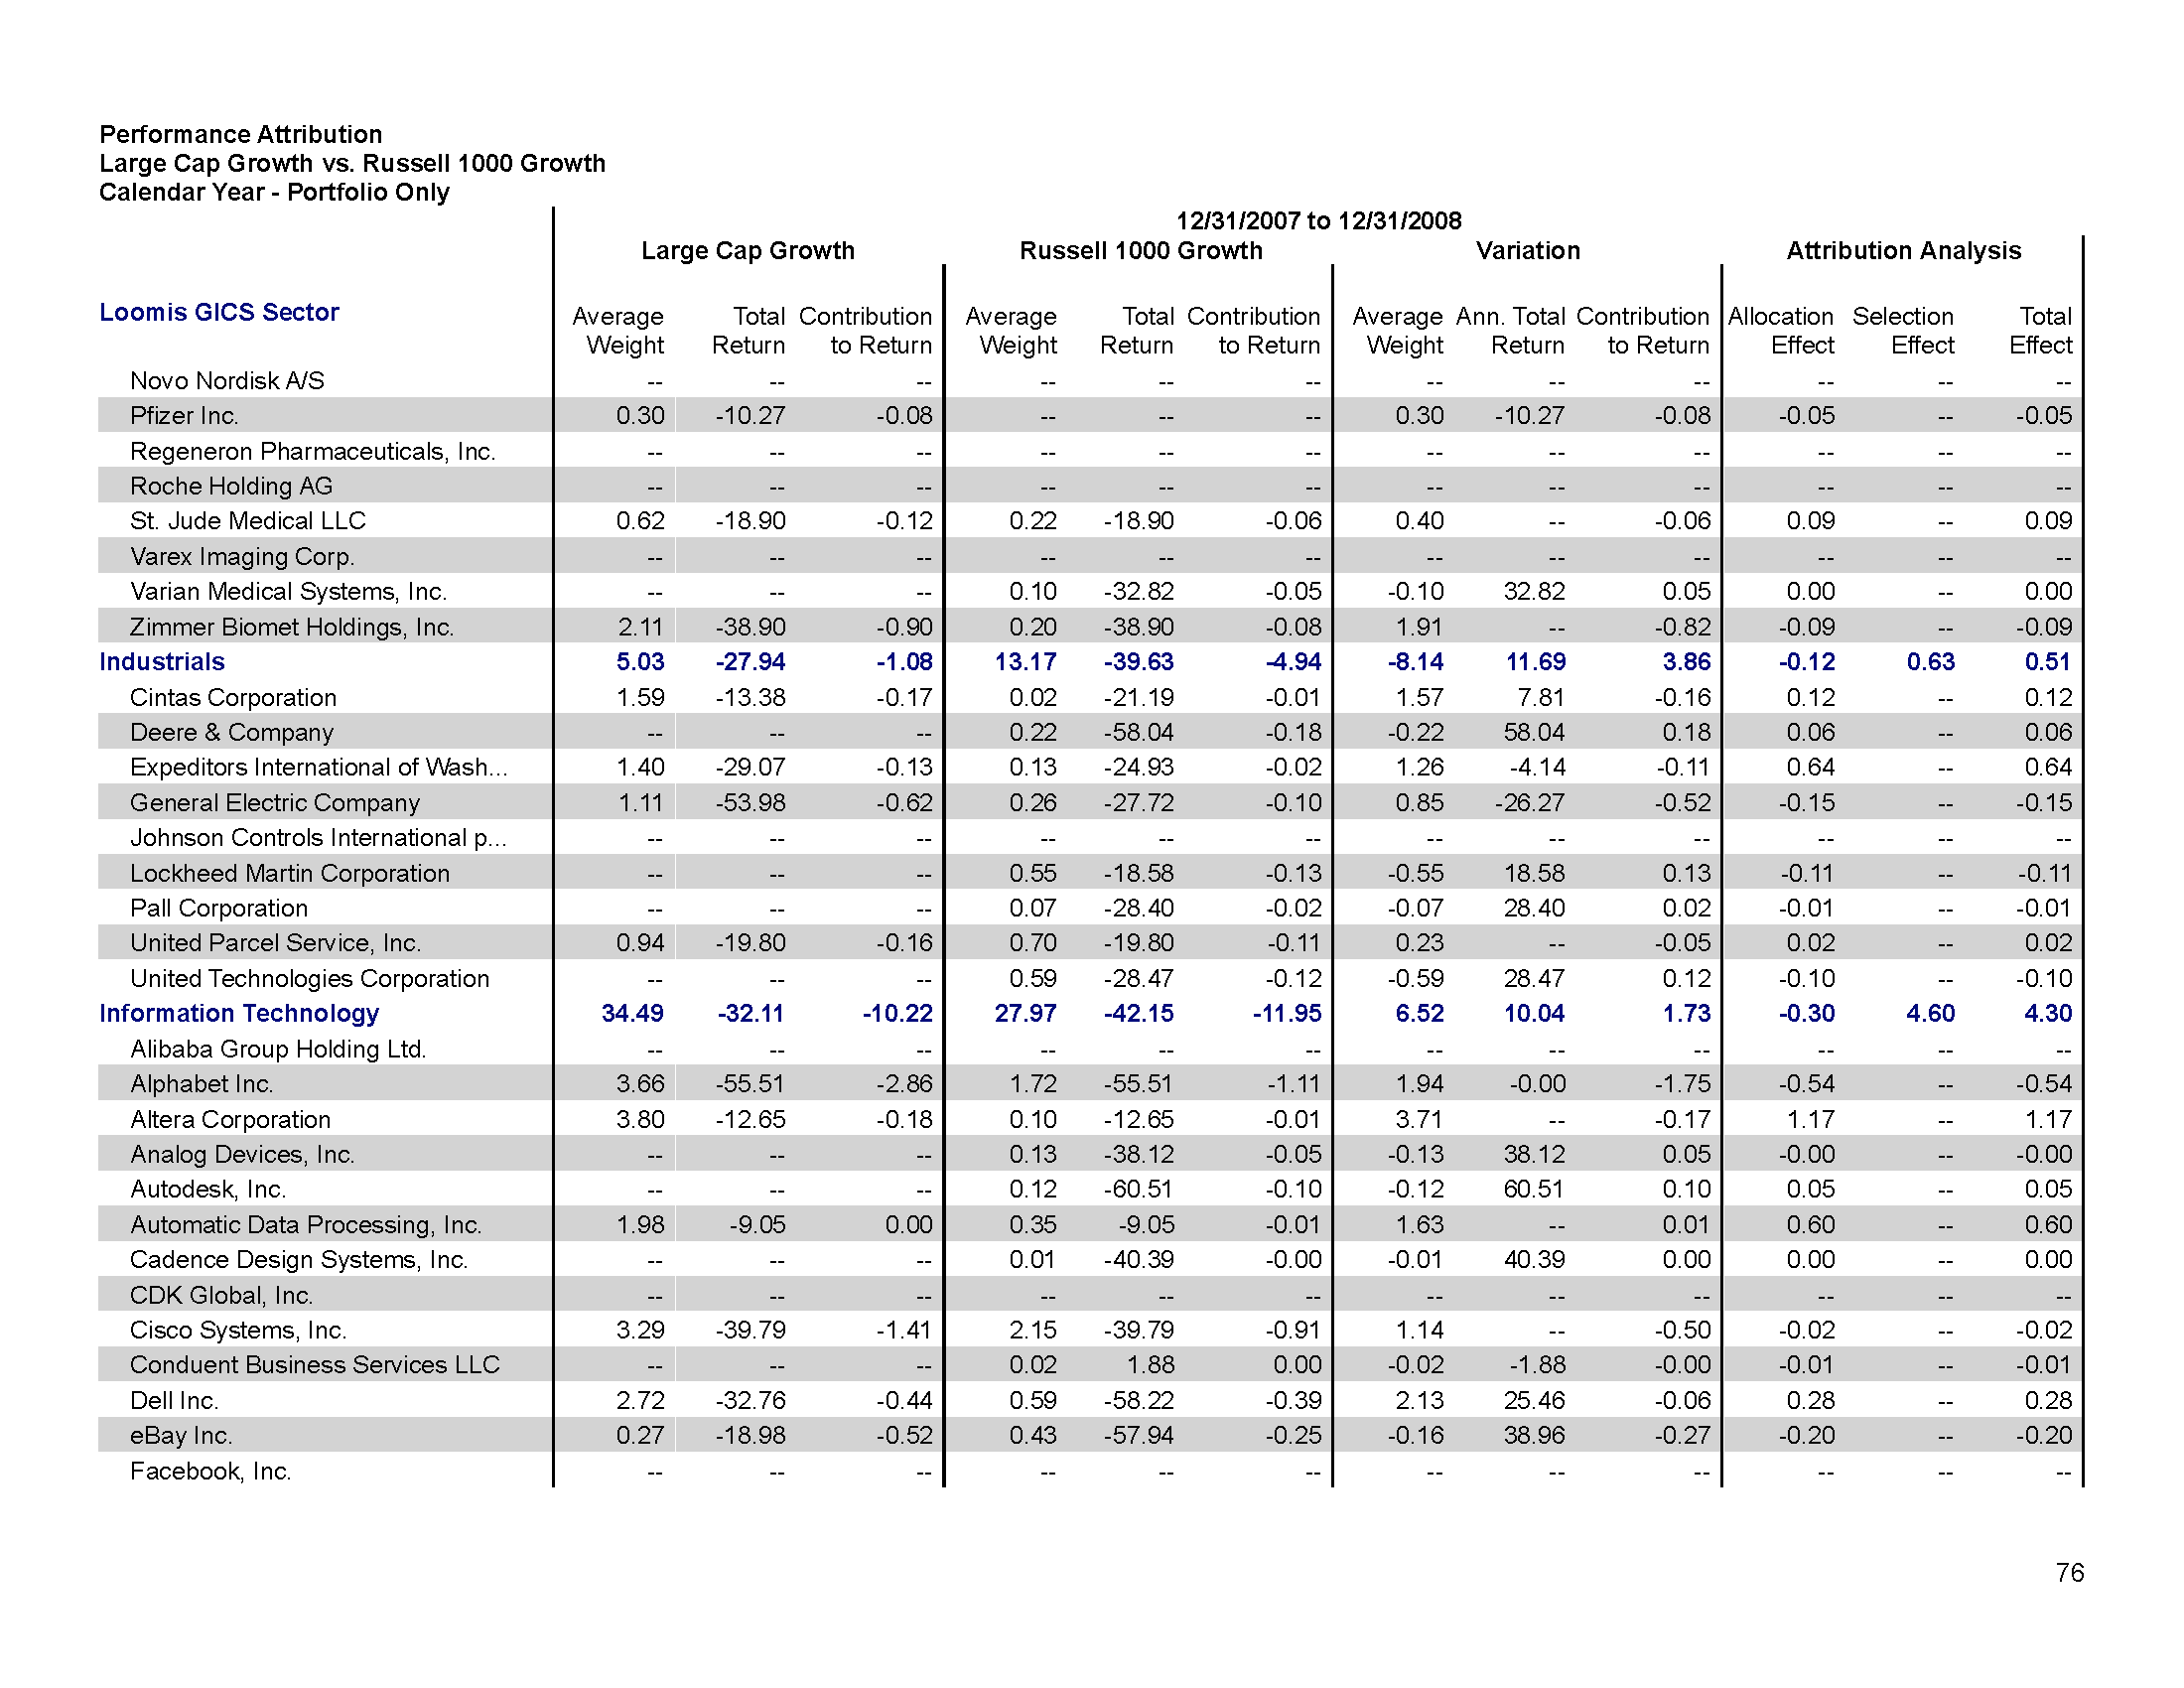 Performance Attribution
Large Cap Growth vs. Russell 1000 Growth
Calendar Year - Portfolio Only
12/31/2007 to 12/31/2008
Large Cap Growth Russell 1000 Growth Variation Attribution Analysis
Loomis GICS Sector
Average Total Contribution Average Total Contribution Average Ann. Total Contribution Allocation Selection Total
Weight Return to Return Weight Return to Return Weight Return to Return Effect Effect Effect
Novo Nordisk A/S -- -- -- -- -- -- -- -- -- -- -- --
Pfizer Inc. 0.30 -10.27 -0.08 -- -- -- 0.30 -10.27 -0.08 -0.05 -- -0.05
Regeneron Pharmaceuticals, Inc. -- -- -- -- -- -- -- -- -- -- -- --
Roche Holding AG -- -- -- -- -- -- -- -- -- -- -- --
St. Jude Medical LLC 0.62 -18.90 -0.12 0.22 -18.90 -0.06 0.40 -- -0.06 0.09 -- 0.09
Varex Imaging Corp. -- -- -- -- -- -- -- -- -- -- -- --
Varian Medical Systems, Inc. -- -- -- 0.10 -32.82 -0.05 -0.10 32.82 0.05 0.00 -- 0.00
Zimmer Biomet Holdings, Inc. 2.11 -38.90 -0.90 0.20 -38.90 -0.08 1.91 -- -0.82 -0.09 -- -0.09
Industrials 5.03 -27.94 -1.08 13.17 -39.63 -4.94 -8.14 11.69 3.86 -0.12 0.63 0.51
Cintas Corporation 1.59 -13.38 -0.17 0.02 -21.19 -0.01 1.57 7.81 -0.16 0.12 -- 0.12
Deere & Company -- -- -- 0.22 -58.04 -0.18 -0.22 58.04 0.18 0.06 -- 0.06
Expeditors International of Wash... 1.40 -29.07 -0.13 0.13 -24.93 -0.02 1.26 -4.14 -0.11 0.64 -- 0.64
General Electric Company 1.11 -53.98 -0.62 0.26 -27.72 -0.10 0.85 -26.27 -0.52 -0.15 -- -0.15
Johnson Controls International p... -- -- -- -- -- -- -- -- -- -- -- --
Lockheed Martin Corporation -- -- -- 0.55 -18.58 -0.13 -0.55 18.58 0.13 -0.11 -- -0.11
Pall Corporation -- -- -- 0.07 -28.40 -0.02 -0.07 28.40 0.02 -0.01 -- -0.01
United Parcel Service, Inc. 0.94 -19.80 -0.16 0.70 -19.80 -0.11 0.23 -- -0.05 0.02 -- 0.02
United Technologies Corporation -- -- -- 0.59 -28.47 -0.12 -0.59 28.47 0.12 -0.10 -- -0.10
Information Technology 34.49 -32.11 -10.22 27.97 -42.15 -11.95 6.52 10.04 1.73 -0.30 4.60 4.30
Alibaba Group Holding Ltd. -- -- -- -- -- -- -- -- -- -- -- --
Alphabet Inc. 3.66 -55.51 -2.86 1.72 -55.51 -1.11 1.94 -0.00 -1.75 -0.54 -- -0.54
Altera Corporation 3.80 -12.65 -0.18 0.10 -12.65 -0.01 3.71 -- -0.17 1.17 -- 1.17
Analog Devices, Inc. -- -- -- 0.13 -38.12 -0.05 -0.13 38.12 0.05 -0.00 -- -0.00
Autodesk, Inc. -- -- -- 0.12 -60.51 -0.10 -0.12 60.51 0.10 0.05 -- 0.05
Automatic Data Processing, Inc. 1.98 -9.05 0.00 0.35 -9.05 -0.01 1.63 -- 0.01 0.60 -- 0.60
Cadence Design Systems, Inc. -- -- -- 0.01 -40.39 -0.00 -0.01 40.39 0.00 0.00 -- 0.00
CDK Global, Inc. -- -- -- -- -- -- -- -- -- -- -- --
Cisco Systems, Inc. 3.29 -39.79 -1.41 2.15 -39.79 -0.91 1.14 -- -0.50 -0.02 -- -0.02
Conduent Business Services LLC -- -- -- 0.02 1.88 0.00 -0.02 -1.88 -0.00 -0.01 -- -0.01
Dell Inc. 2.72 -32.76 -0.44 0.59 -58.22 -0.39 2.13 25.46 -0.06 0.28 -- 0.28
eBay Inc. 0.27 -18.98 -0.52 0.43 -57.94 -0.25 -0.16 38.96 -0.27 -0.20 -- -0.20
Facebook, Inc. -- -- -- -- -- -- -- -- -- -- -- --
76